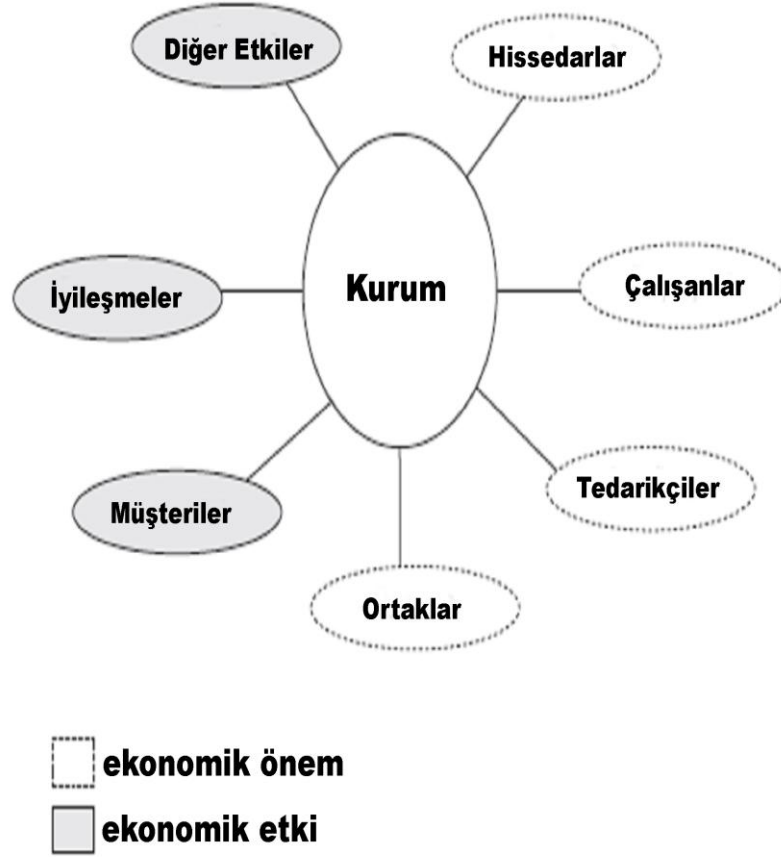 Diğer Etkiler
Hissedarlar
İyileşmeler
Kurum
Çalışanlar
Müşteriler
Tedarikçiler
Ortaklar
ekonomik önem
ekonomik etki